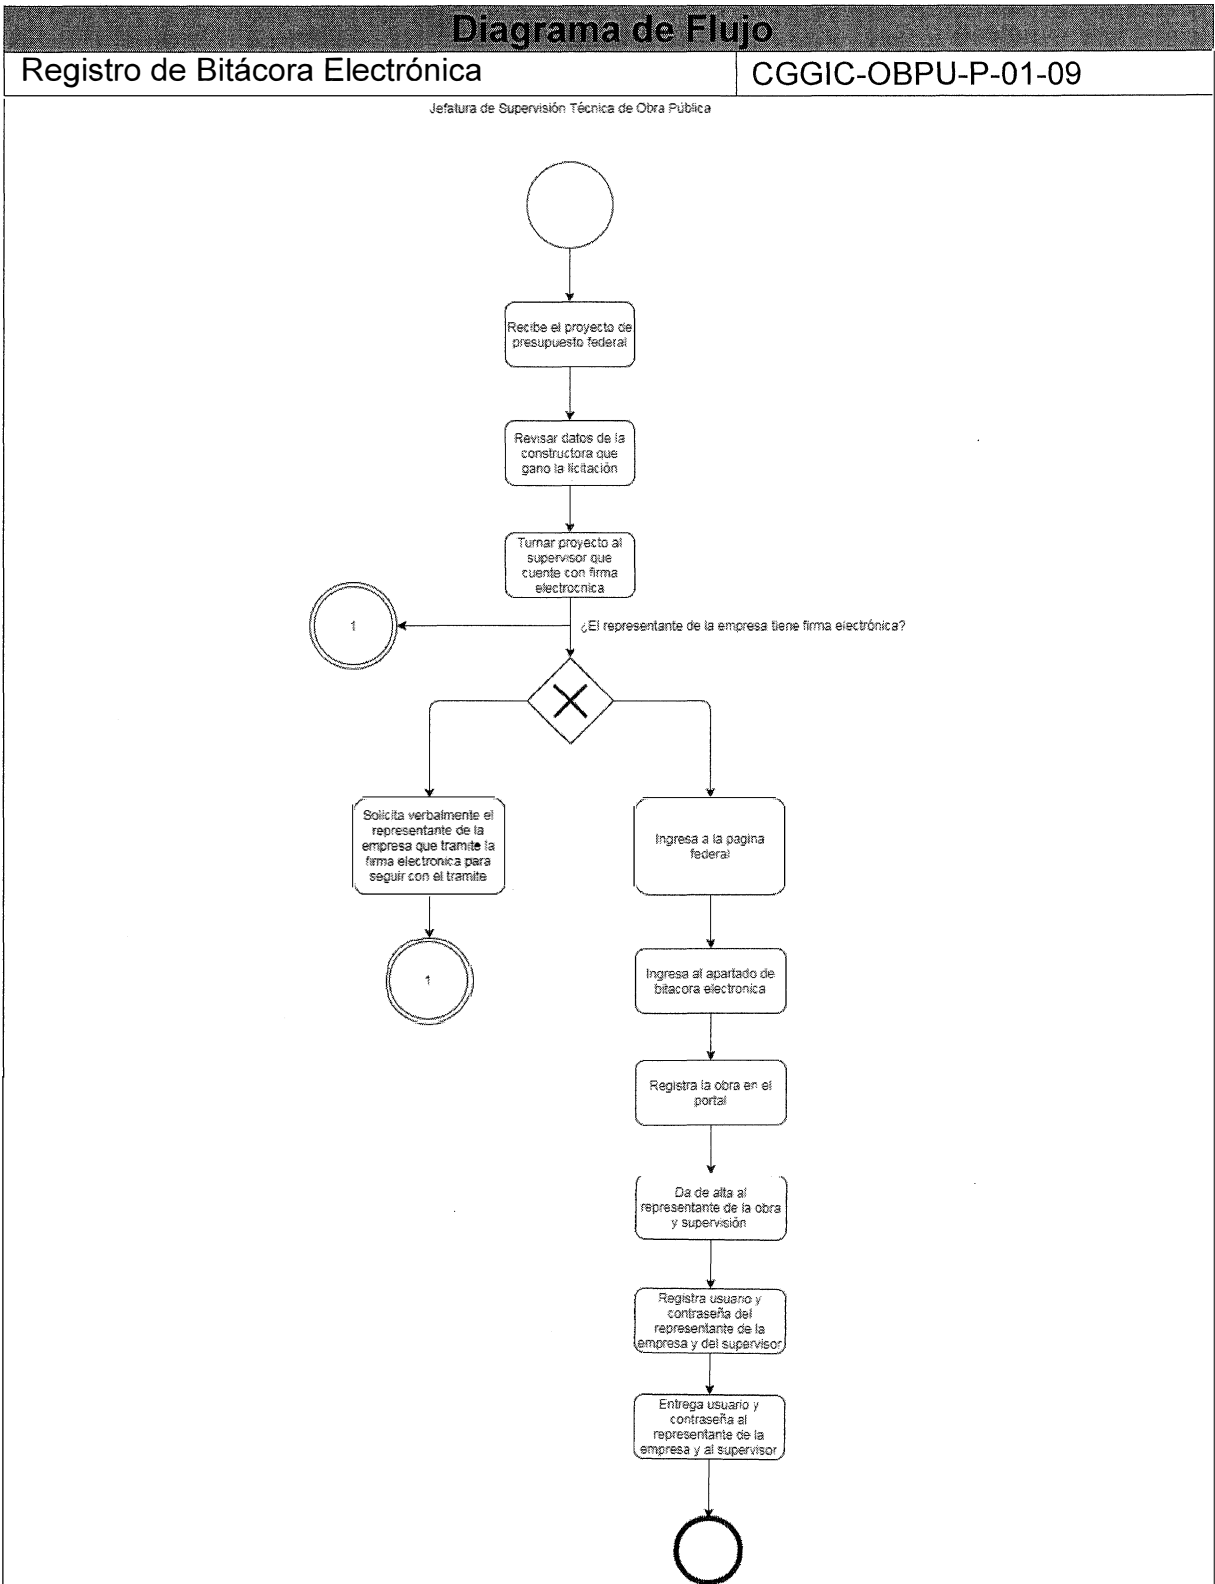 Diagrama de Flujo
Registro de Bitácora Electrónica
CGGIC-OBPU-P-01-09
Jefatura de Supervisión Técnica de Obra Pública
Recibe el proyecto de
presupuesto federal
Revisar datos de la
constructora que
gano la licitación
Turnar proyecto al
supervisor que
cuente con firma
electrocnica
1
¿El representante de la empresa tiene firma electrónica?
Solicita verbalmente el
representante de la
empresa que tramite la
firma electronica para
seguir con el tramite
1
Ingresa a la pagina
federal
Ingresa al apartado de
bitacora electronica
Registra la obra en el
portal
Da de alta al
representante de la obra
y supervisión
Registra usuario y
contraseña del
representante de la
empresa y del supervisor
Entrega usuario y
contraseña al
representante de la
empresa y al supervisor